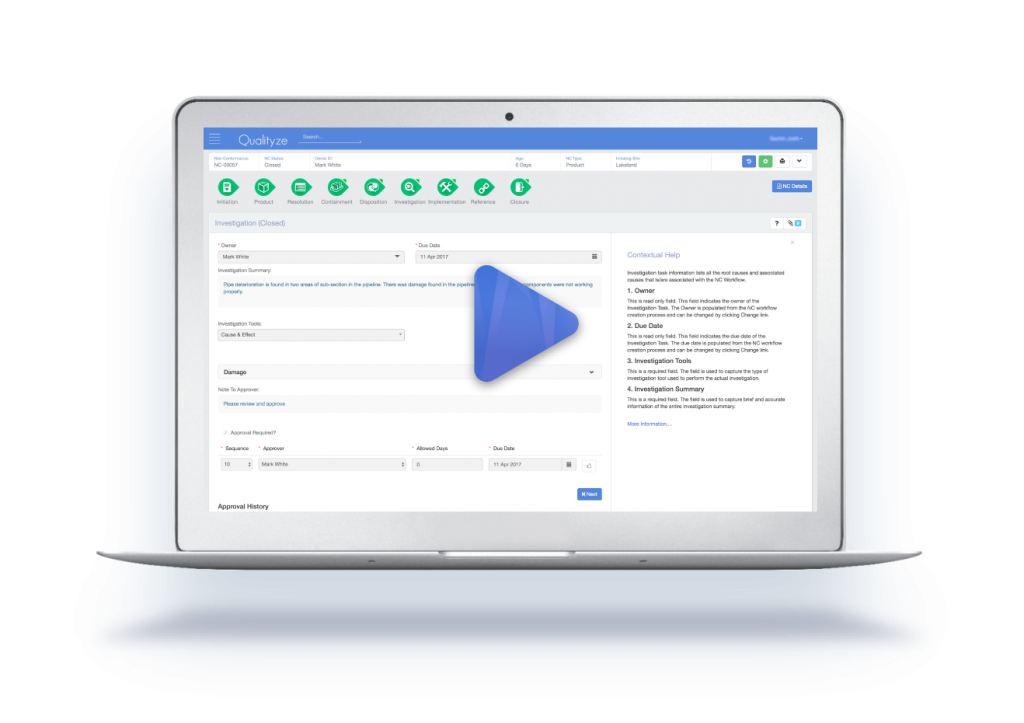 Qualityze
Search...
Non-Conformance NC Status Owner ID Age NC Type Initiating Site
NC-00057 Closed Mark White 0 Days Product Lakeland
Initiation Product Resolution Containment Disposition Investigation Implementation Reference Closure
NC Details
Investigation (Closed)
?
* Owner
* Due Date
Mark White
11 Apr 2017
Investigation Summary:
Pipe deterioration is found in two areas of sub-section in the pipeline. There was damage found in the pipeline components were not working
properly.
Investigation Tools:
Cause & Effect
Damage
Note To Approver:
Please review and approve
Approval Required?
* Sequence * Approver * Allowed Days * Due Date
10 Mark White 0 11 Apr 2017
Next
Approval History
×
Contextual Help
Investigation task information lists all the root causes and associated
causes that is/are associated with the NC Workflow.
1. Owner
This is read only field. This field indicates the owner of the
Investigation Task. The Owner is populated from the NC workflow
creation process and can be changed by clicking Change link.
2. Due Date
This is read only field. This field indicates the due date of the
Investigation Task. The due date is populated from the NC workflow
creation process and can be changed by clicking Change link.
3. Investigation Tools
This is a required field. The field is used to capture the type of
investigation tool used to perform the actual investigation.
4. Investigation Summary
This is a required field. The field is used to capture brief and accurate
information of the entire investigation summary.
More Information...